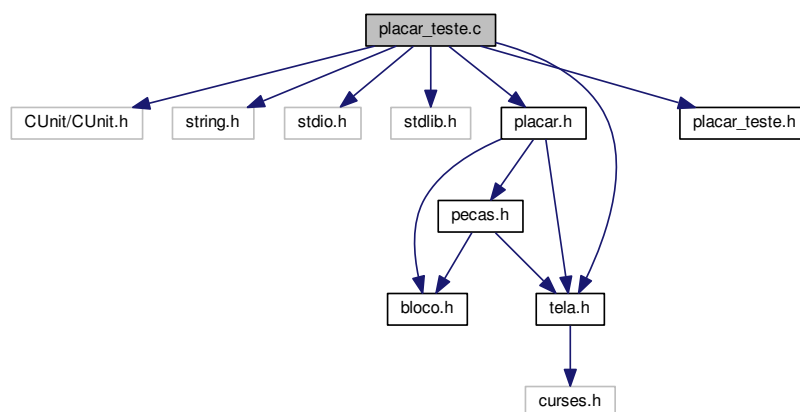 placar_teste.c
CUnit/CUnit.h
string.h
stdio.h
stdlib.h
placar.h
placar_teste.h
pecas.h
bloco.h
tela.h
curses.h